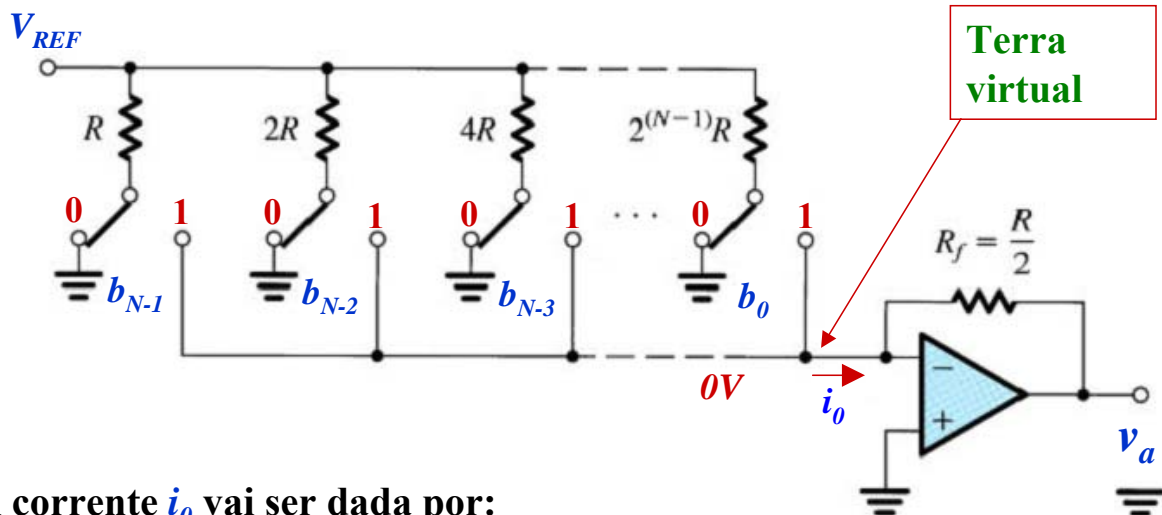 V_REF
Terra
virtual
R
2R
4R
2^(N−1)R
0 1 0 1 0 1 ... 0 1
R_f = R/2
b_N-1 b_N-2 b_N-3 b_0
0V
i_0
−
+
v_a
corrente i_0 vai ser dada por: